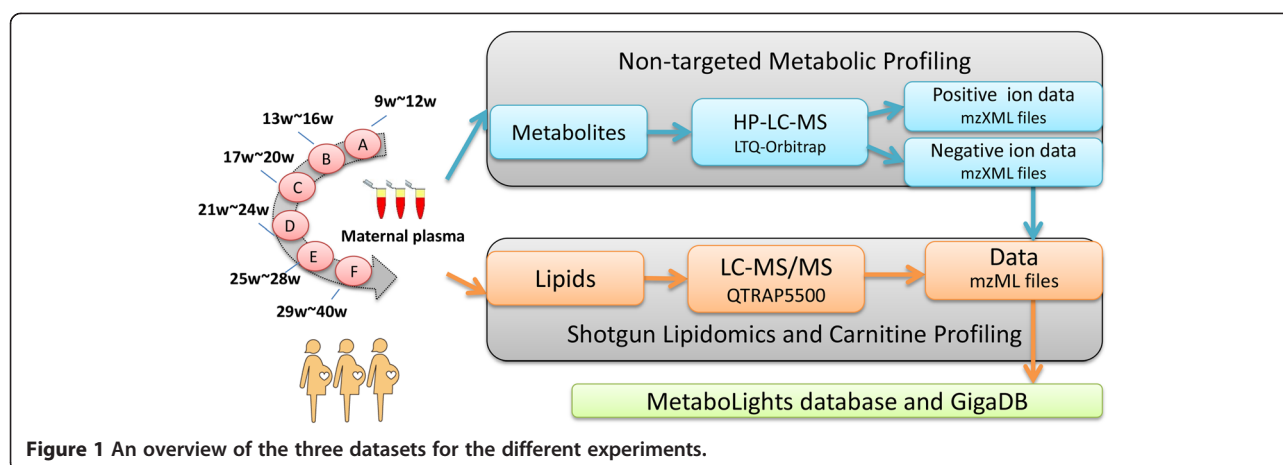 9w~12w
13w~16w
17w~20w
21w~24w
25w~28w
29w~40w
A
B
C
D
E
F
Maternal plasma
Non-targeted Metabolic Profiling
Metabolites
HP-LC-MS
LTQ-Orbitrap
Positive ion data
mzXML files
Negative ion data
mzXML files
Lipids
LC-MS/MS
QTRAP5500
Data
mzML files
Shotgun Lipidomics and Carnitine Profiling
MetaboLights database and GigaDB
Figure 1 An overview of the three datasets for the different experiments.